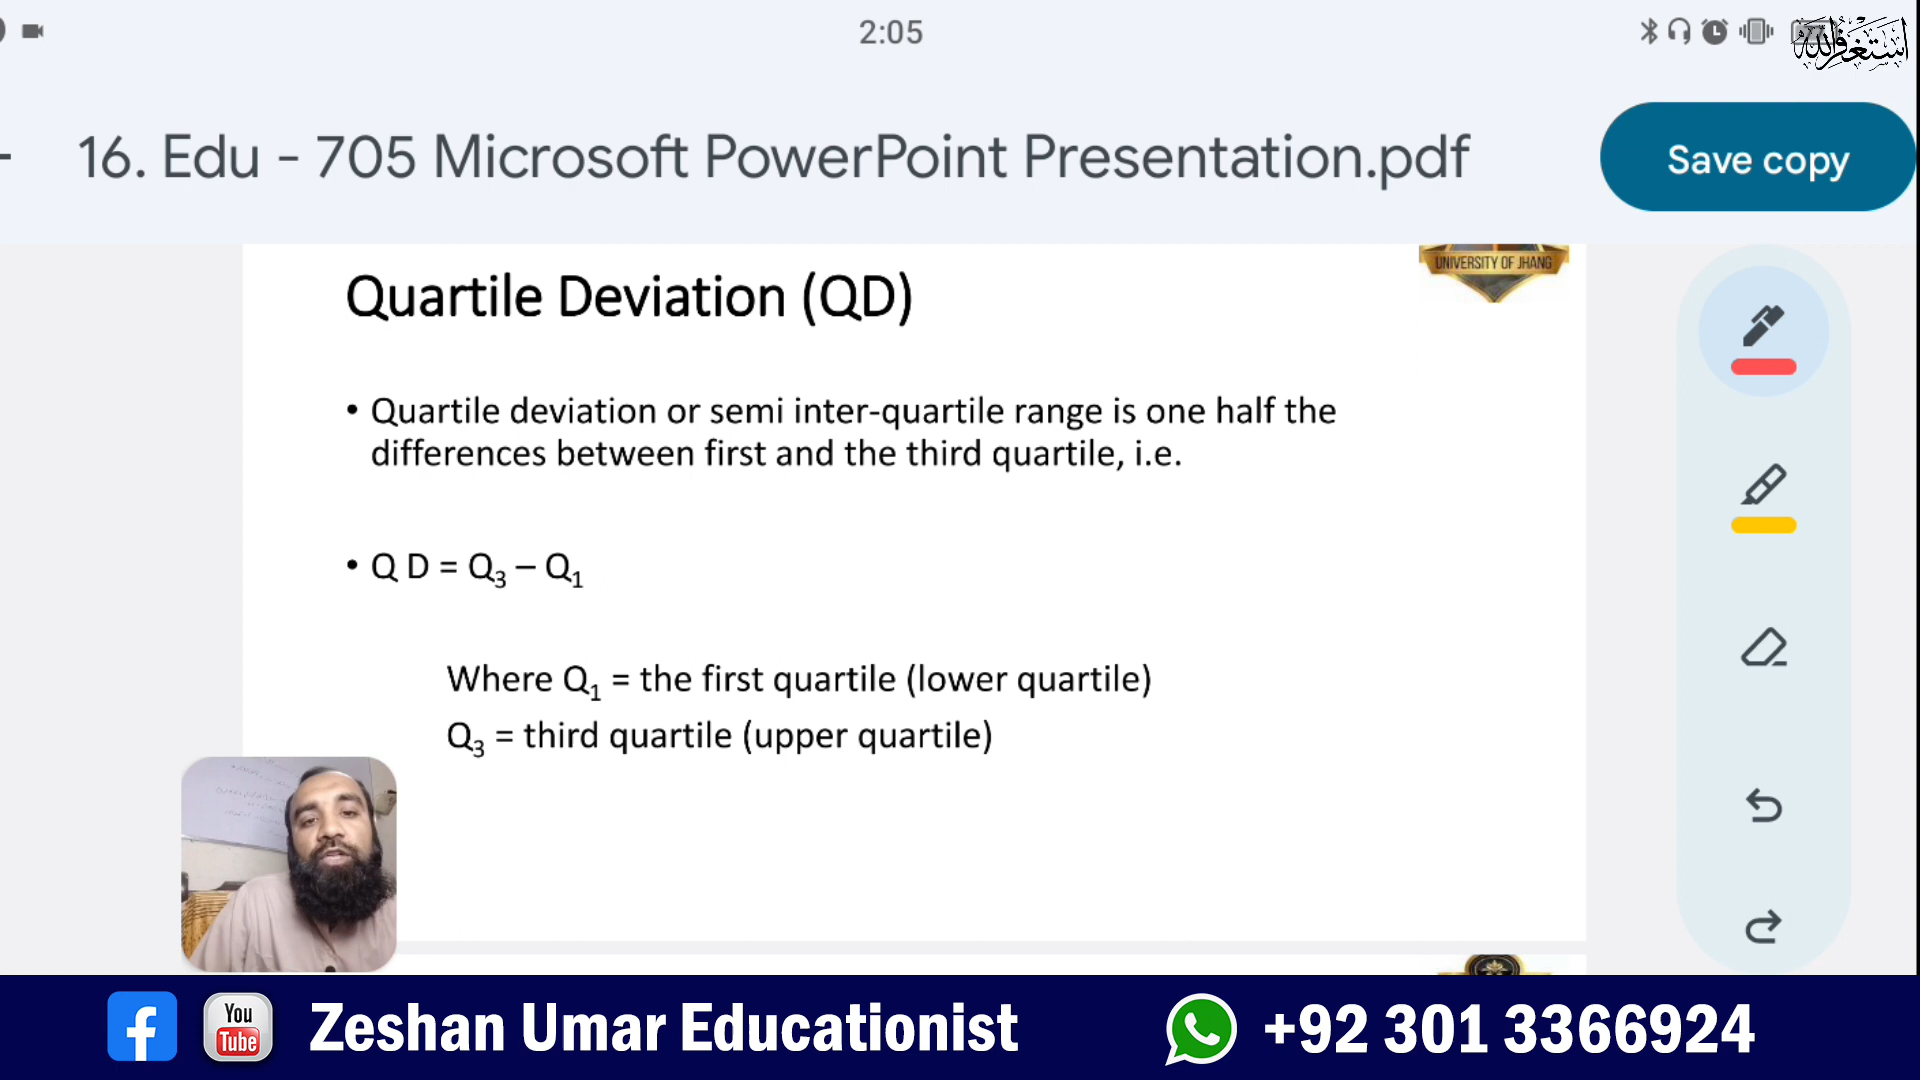 2:05
استغفرالله
16. Edu - 705 Microsoft PowerPoint Presentation.pdf
Save copy
UNIVERSITY OF JHANG
Quartile Deviation (QD)
• Quartile deviation or semi inter-quartile range is one half the
differences between first and the third quartile, i.e.
• Q D = Q₃ – Q₁
Where Q₁ = the first quartile (lower quartile)
Q₃ = third quartile (upper quartile)
You
Tube
Zeshan Umar Educationist
+92 301 3366924